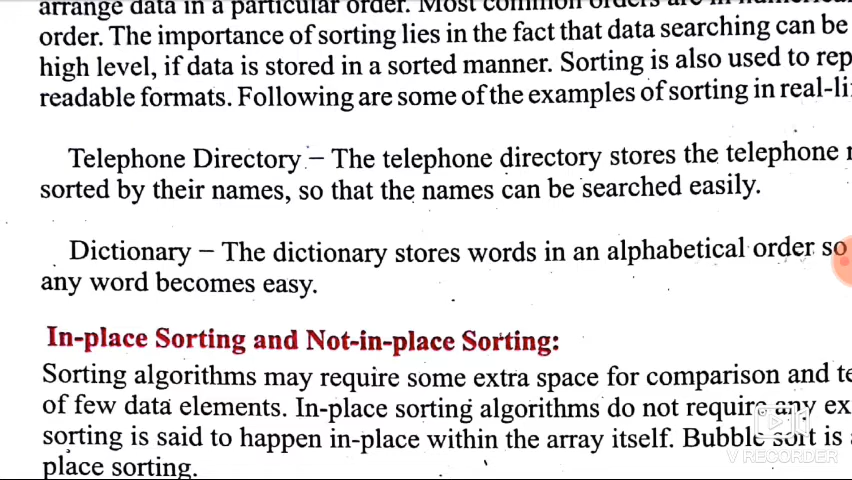 arrange data in a particular order. Most common orders are in
order. The importance of sorting lies in the fact that data searching can be
high level, if data is stored in a sorted manner. Sorting is also used to rep
readable formats. Following are some of the examples of sorting in real-li
Telephone Directory – The telephone directory stores the telephone
sorted by their names, so that the names can be searched easily.
Dictionary – The dictionary stores words in an alphabetical order so
any word becomes easy.
In-place Sorting and Not-in-place Sorting:
Sorting algorithms may require some extra space for comparison and te
of few data elements. In-place sorting algorithms do not require any ex
sorting is said to happen in-place within the array itself. Bubble sort is
place sorting.
V RECORDER